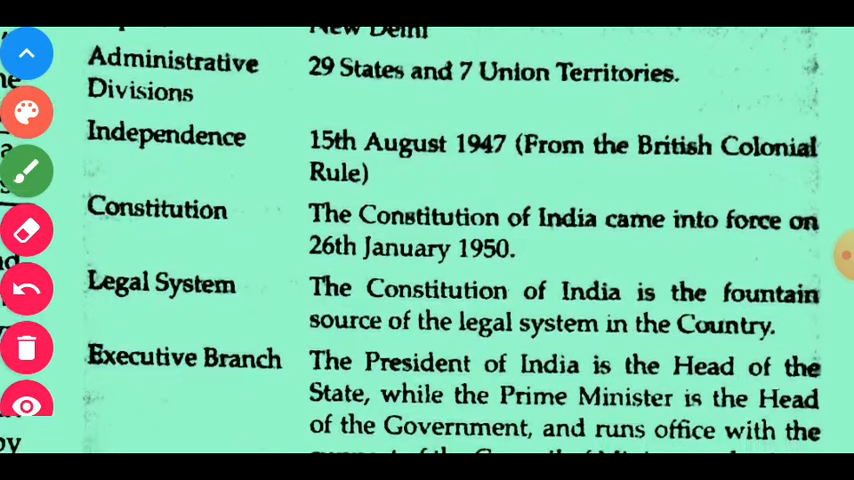 New Delhi
Administrative 29 States and 7 Union Territories.
Divisions
Independence 15th August 1947 (From the British Colonial
Rule)
Constitution The Constitution of India came into force on
26th January 1950.
Legal System The Constitution of India is the fountain
source of the legal system in the Country.
Executive Branch The President of India is the Head of the
State, while the Prime Minister is the Head
of the Government, and runs office with the